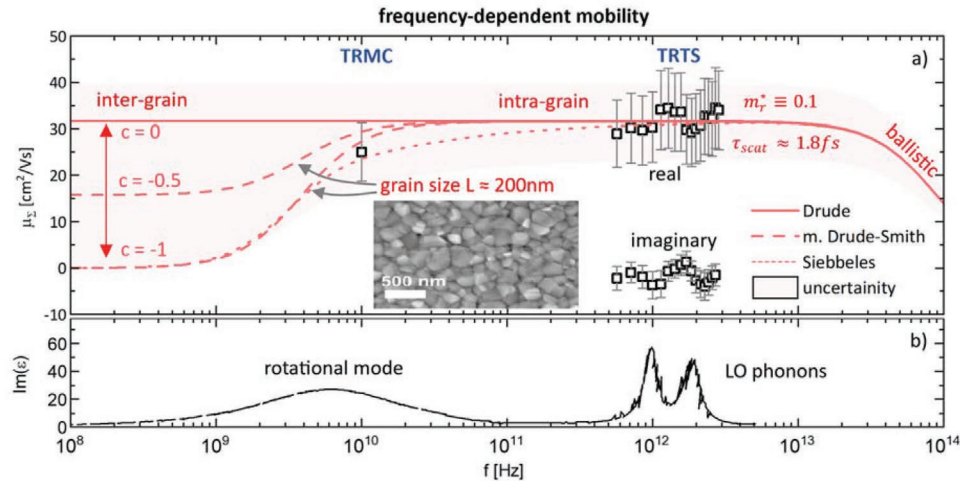 frequency-dependent mobility
TRMC
TRTS
a)
inter-grain
intra-grain
m*r ≡ 0.1
c = 0
τscat ≈ 1.8fs
ballistic
c = -0.5
real
grain size L ≈ 200nm
c = -1
imaginary
500 nm
Drude
m. Drude-Smith
Siebbeles
uncertainity
μΣ [cm²/Vs]
50
40
30
20
10
0
-10
b)
rotational mode
LO phonons
Im(ε)
60
40
20
0
10⁸
10⁹
10¹⁰
10¹¹
10¹²
10¹³
10¹⁴
f [Hz]